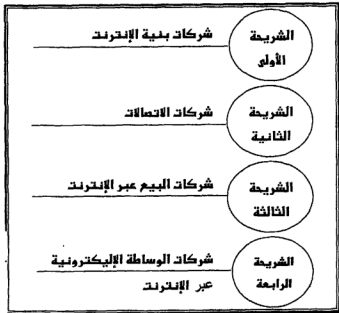 الشريحة الأولى
شركات بنية الإنترنت
الشريحة الثانية
شركات الاتصالات
الشريحة الثالثة
شركات البيع عبر الإنترنت
الشريحة الرابعة
شركات الوساطة الإليكترونية
عبر الإنترنت